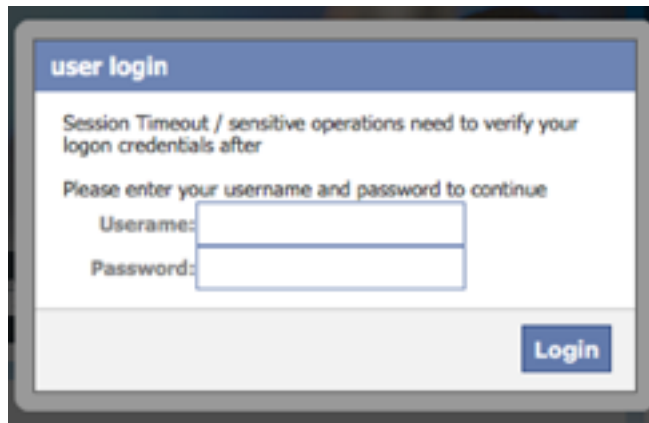 user login
Session Timeout / sensitive operations need to verify your
logon credentials after
Please enter your username and password to continue
Userame:
Password:
Login